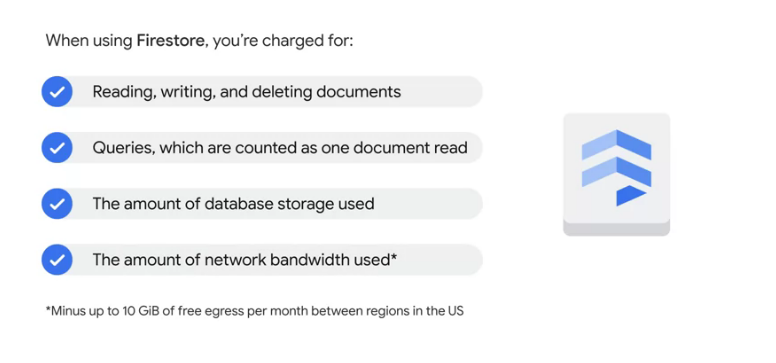 When using Firestore, you’re charged for:
Reading, writing, and deleting documents
Queries, which are counted as one document read
The amount of database storage used
The amount of network bandwidth used*
*Minus up to 10 GiB of free egress per month between regions in the US